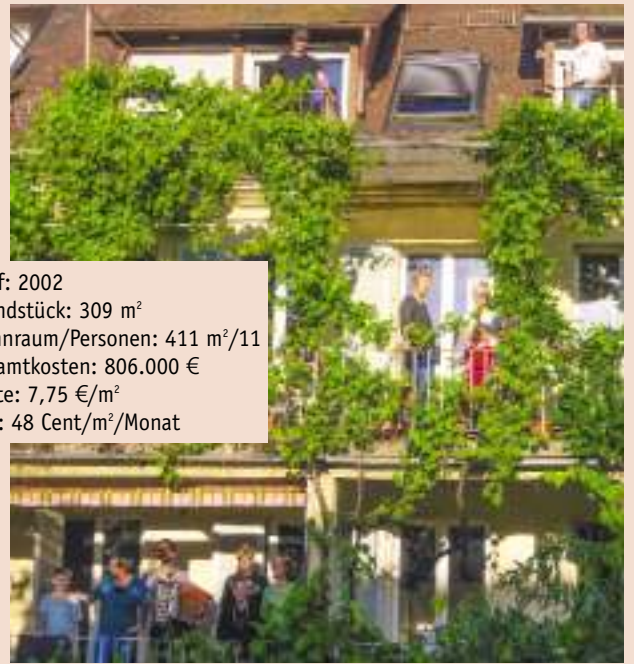 f: 2002
ndstück: 309 m²
nraum/Personen: 411 m²/11
amtkosten: 806.000 €
te: 7,75 €/m²
: 48 Cent/m²/Monat